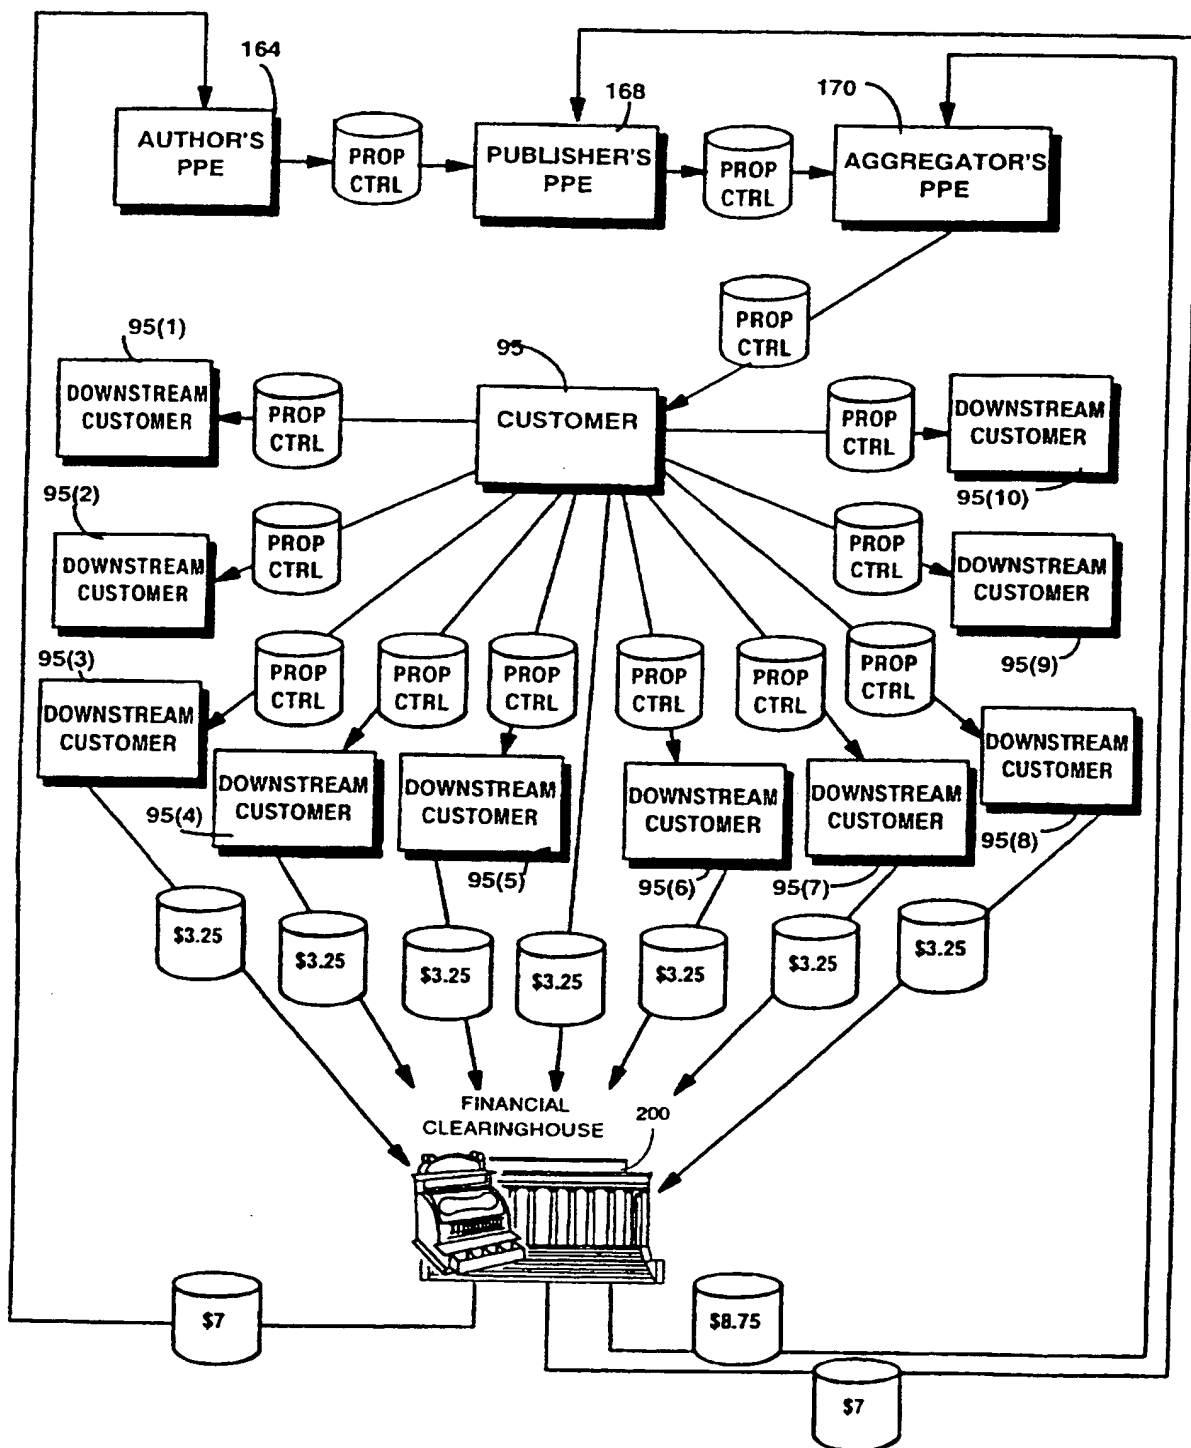 164
AUTHOR'S
PPE
PROP
CTRL
168
PUBLISHER'S
PPE
PROP
CTRL
170
AGGREGATOR'S
PPE
PROP
CTRL
95(1)
DOWNSTREAM
CUSTOMER
PROP
CTRL
95
CUSTOMER
PROP
CTRL
DOWNSTREAM
CUSTOMER
95(10)
95(2)
DOWNSTREAM
CUSTOMER
PROP
CTRL
PROP
CTRL
DOWNSTREAM
CUSTOMER
95(9)
95(3)
DOWNSTREAM
CUSTOMER
PROP
CTRL
PROP
CTRL
PROP
CTRL
PROP
CTRL
PROP
CTRL
PROP
CTRL
DOWNSTREAM
CUSTOMER
95(4)
DOWNSTREAM
CUSTOMER
95(5)
DOWNSTREAM
CUSTOMER
95(6)
DOWNSTREAM
CUSTOMER
95(7)
DOWNSTREAM
CUSTOMER
95(8)
$3.25
$3.25
$3.25
$3.25
$3.25
$3.25
$3.25
FINANCIAL
CLEARINGHOUSE
200
$7
$8.75
$7